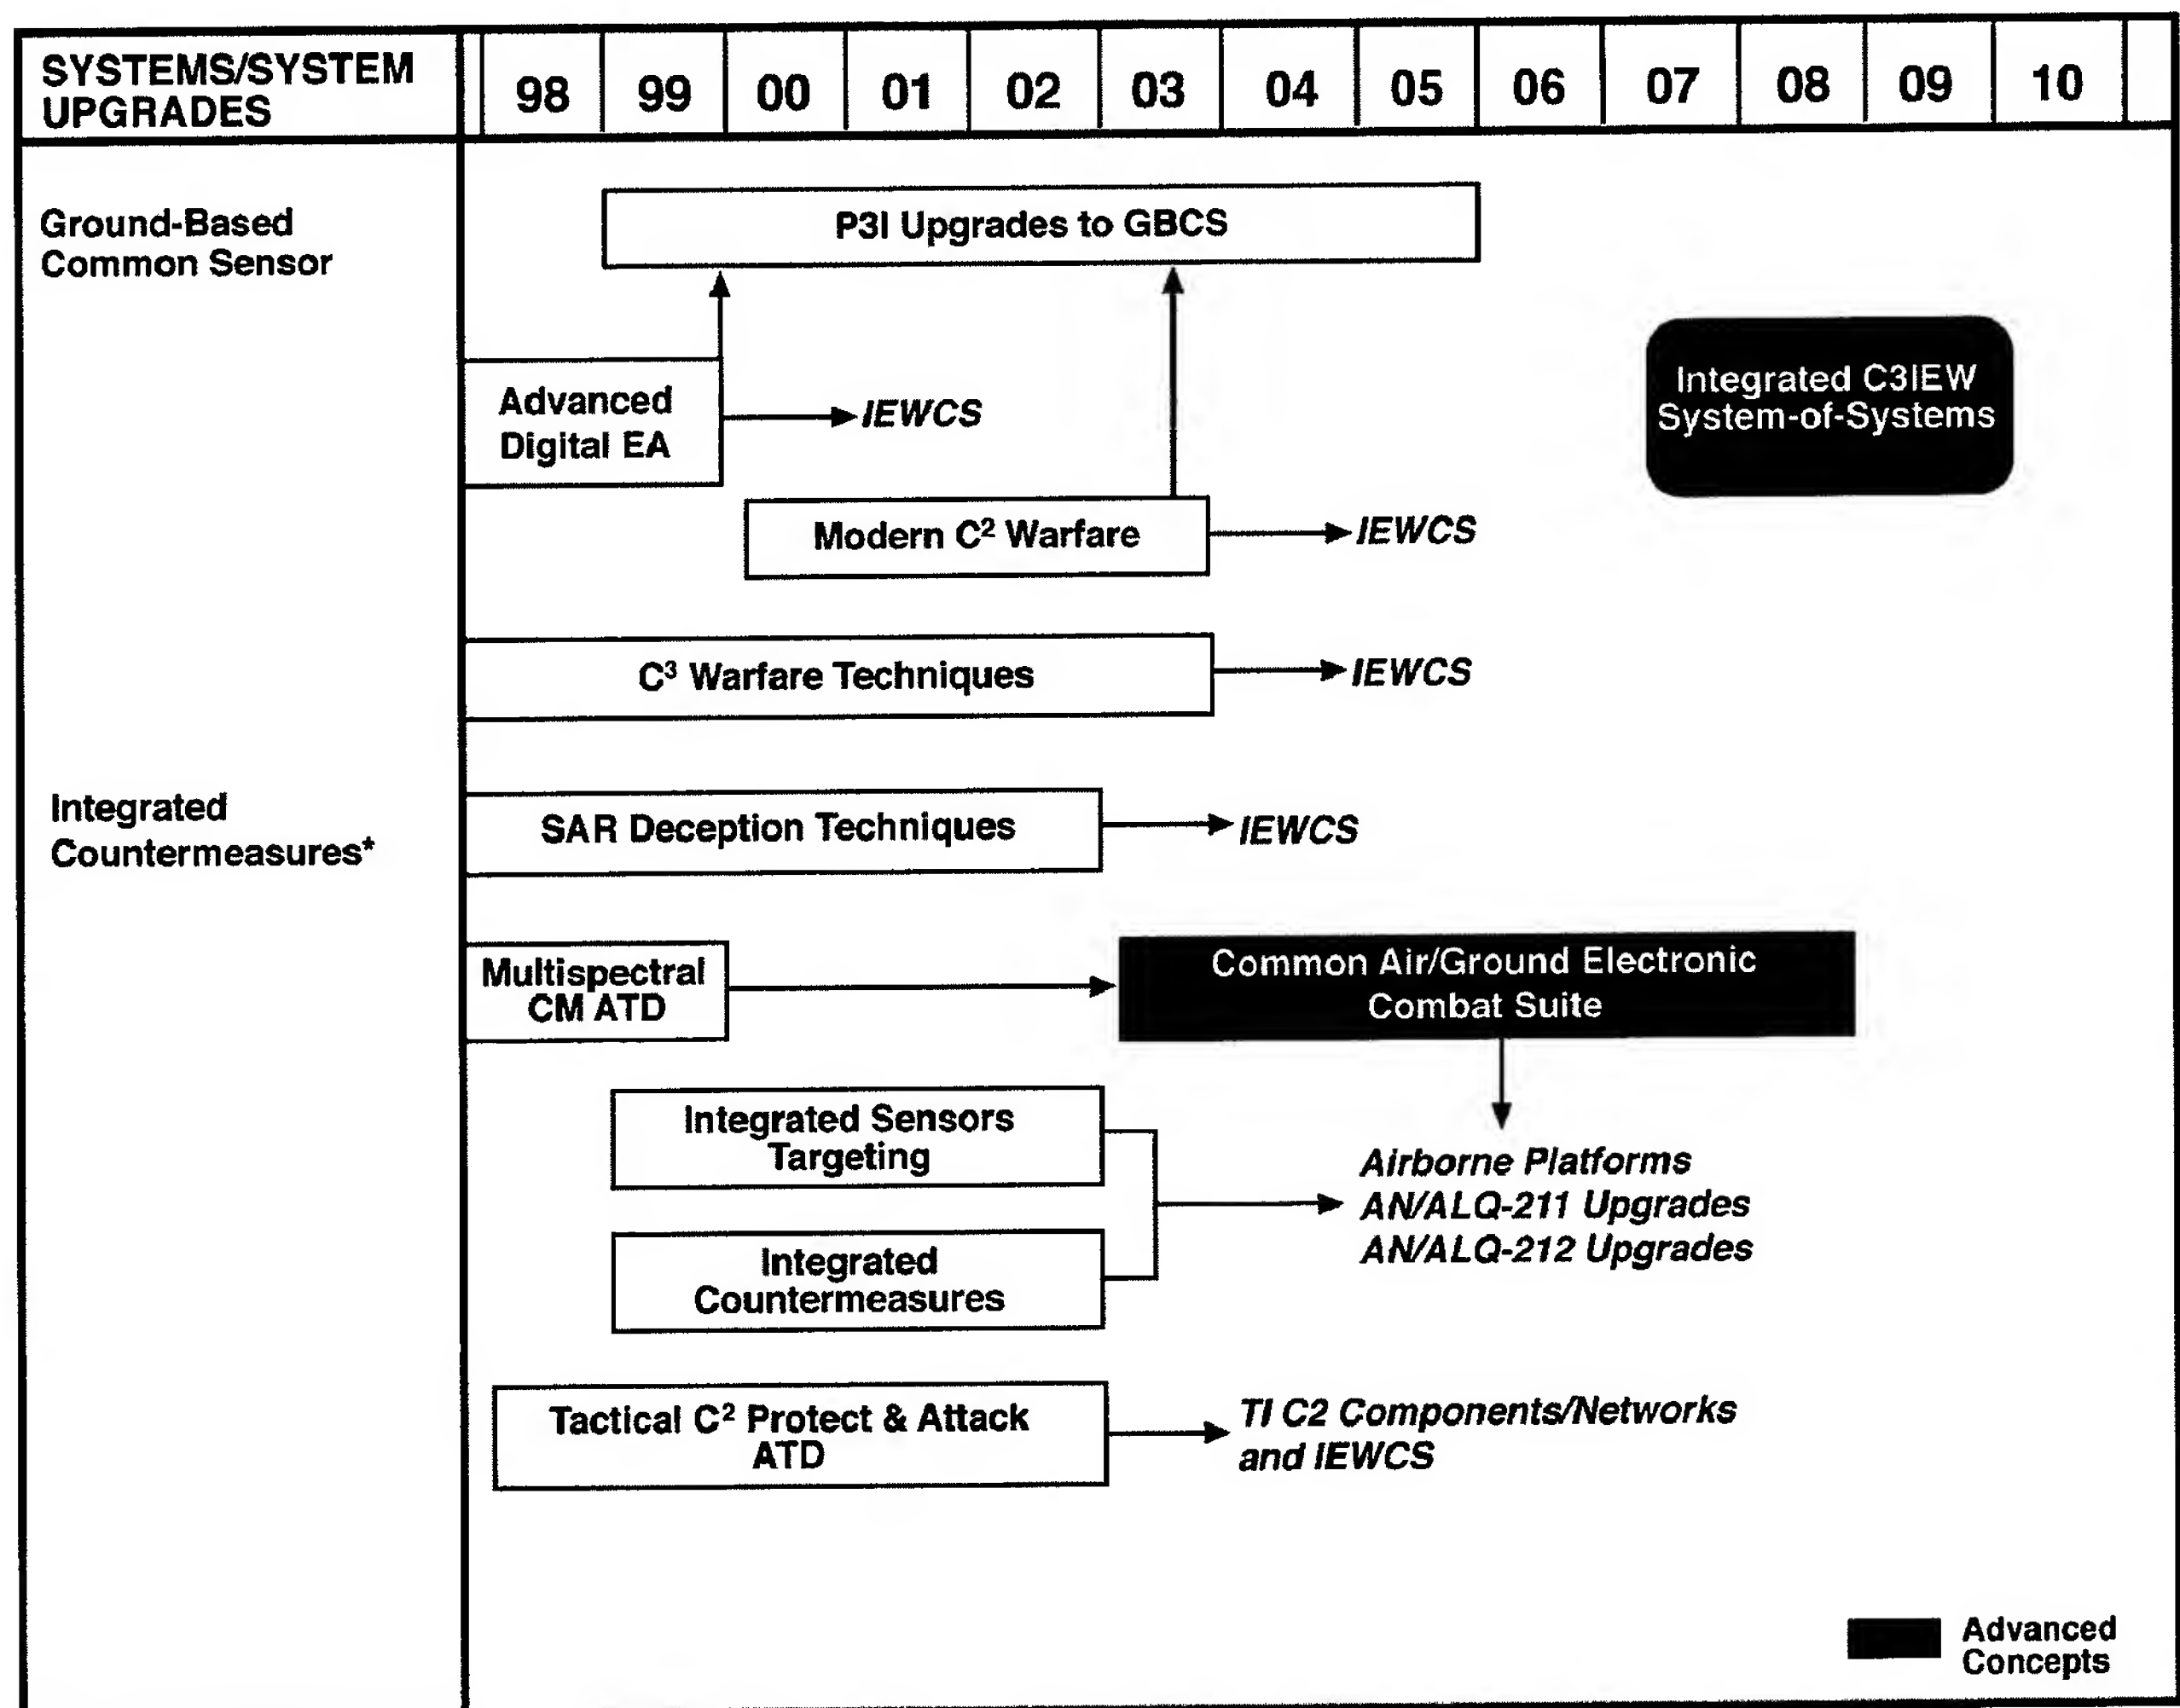 SYSTEMS/SYSTEM
UPGRADES
98 99 00 01 02 03 04 05 06 07 08 09 10
Ground-Based
Common Sensor
P3I Upgrades to GBCS
Advanced
Digital EA
IEWCS
Integrated C3IEW
System-of-Systems
Modern C² Warfare
IEWCS
C³ Warfare Techniques
IEWCS
Integrated
Countermeasures*
SAR Deception Techniques
IEWCS
Multispectral
CM ATD
Common Air/Ground Electronic
Combat Suite
Integrated Sensors
Targeting
Integrated
Countermeasures
Airborne Platforms
AN/ALQ-211 Upgrades
AN/ALQ-212 Upgrades
Tactical C² Protect & Attack
ATD
TI C2 Components/Networks
and IEWCS
Advanced
Concepts